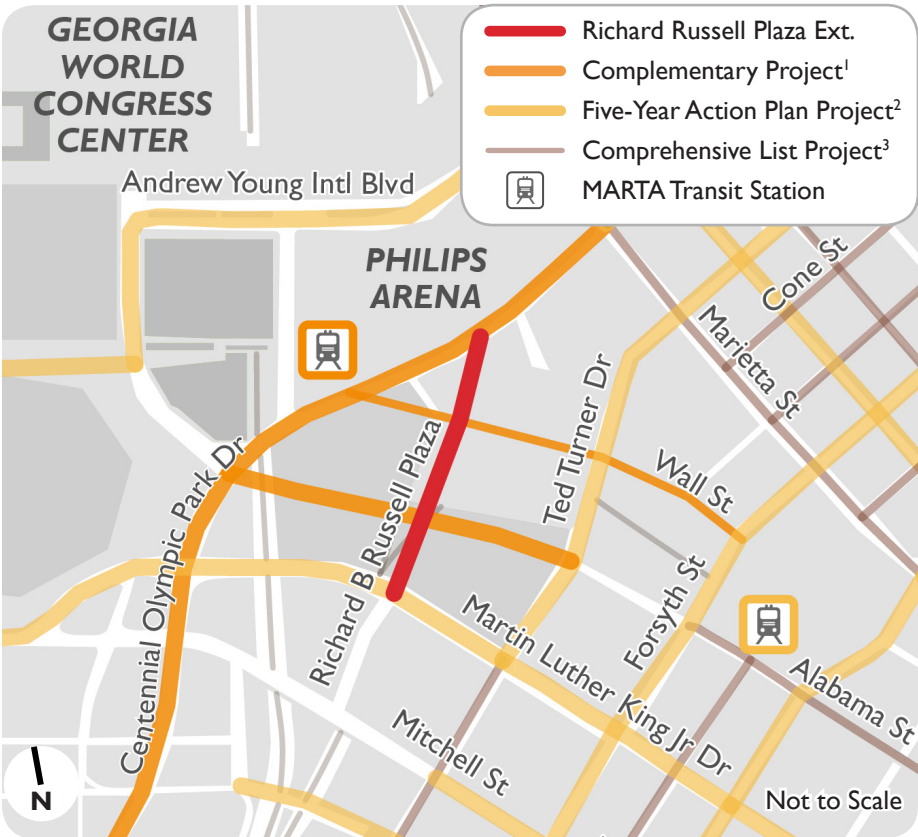 GEORGIA
WORLD
CONGRESS
CENTER
Richard Russell Plaza Ext.
Complementary Project¹
Five-Year Action Plan Project²
Comprehensive List Project³
MARTA Transit Station
Andrew Young Intl Blvd
PHILIPS
ARENA
Cone St
Marietta St
Ted Turner Dr
Wall St
Centennial Olympic Park Dr
Richard B Russell Plaza
Forsyth St
Martin Luther King Jr Dr
Alabama St
Mitchell St
N
Not to Scale